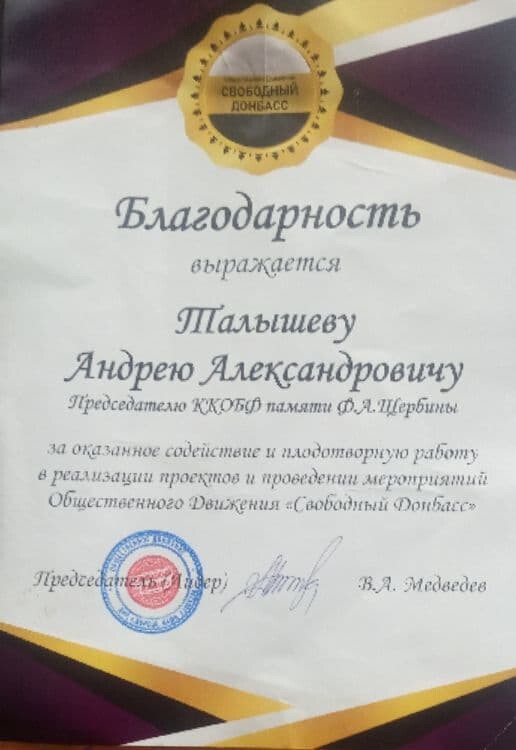 СВОБОДНЫЙ
ДОНБАСС
Благодарность
выражается
Талышеву
Андрею Александровичу
Председателю ККОБФ памяти Ф.А.Щербины
за оказанное содействие и плодотворную работу
в реализации проектов и проведении мероприятий
Общественного Движения «Свободный Донбасс»
Председатель (Лидер) В.А. Медведев